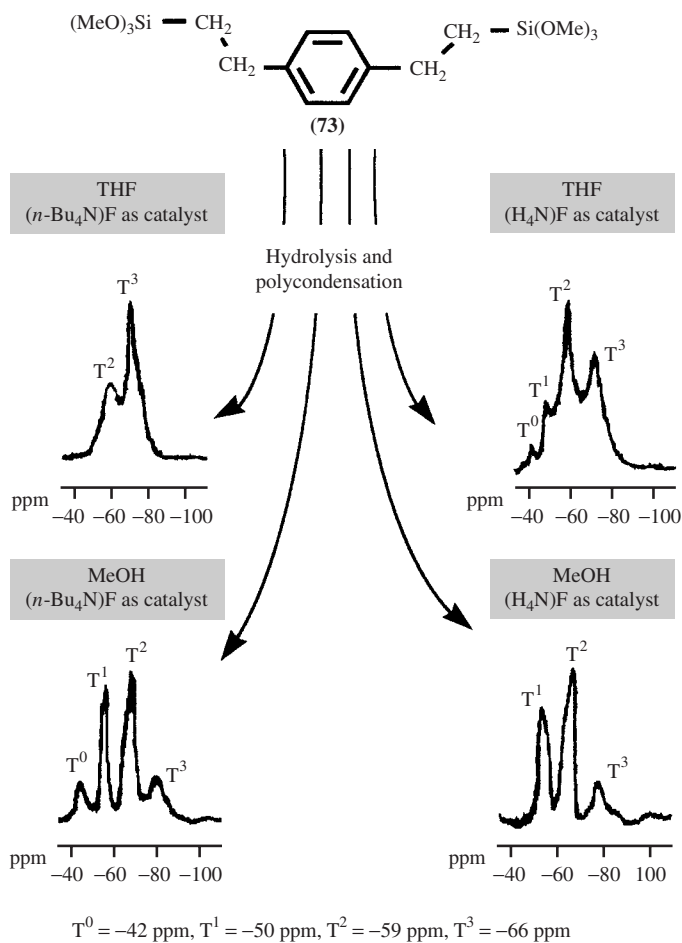 (MeO)₃Si — CH₂
CH₂ — Si(OMe)₃
CH₂
CH₂
(73)
THF
(n-Bu₄N)F as catalyst
THF
(H₄N)F as catalyst
Hydrolysis and
polycondensation
T³
T²
ppm
−40 −60 −80 −100
T²
T³
T¹
T⁰
ppm
−40 −60 −80 −100
MeOH
(n-Bu₄N)F as catalyst
MeOH
(H₄N)F as catalyst
T²
T¹
T⁰
T³
ppm
−40 −60 −80 −100
T²
T¹
T³
ppm
−40 −60 −80 100
T⁰ = −42 ppm, T¹ = −50 ppm, T² = −59 ppm, T³ = −66 ppm